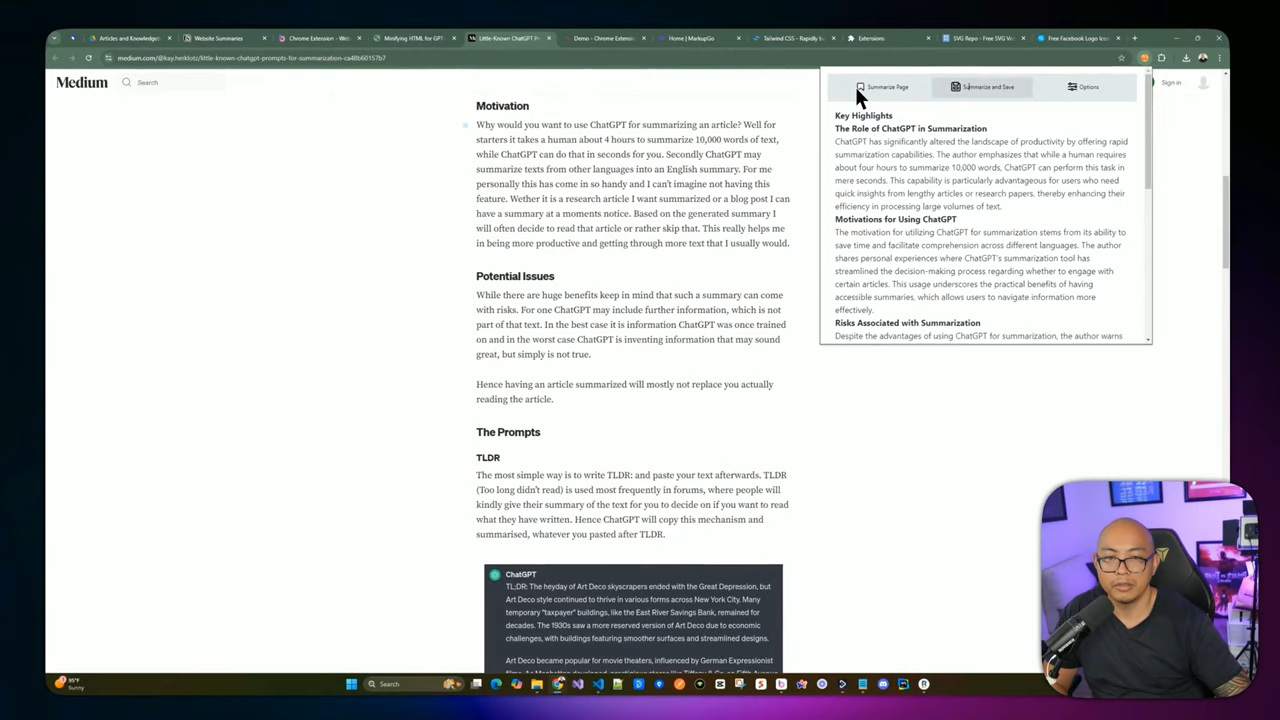 Articles and Knowledgeb
Website Summaries
Chrome Extension - Web
Minifying HTML for GPT
Little-Known ChatGPT P
Demo - Chrome Extensi
Home | MarkupGo
Tailwind CSS - Rapidly b
Extensions
SVG Repo - Free SVG Ve
Free Facebook Logo Ico
medium.com/@kay.herklotz/little-known-chatgpt-prompts-for-summarization-ca48b60157b7
Medium
Search
Sign in
Motivation
Why would you want to use ChatGPT for summarizing an article? Well for
starters it takes a human about 4 hours to summarize 10,000 words of text,
while ChatGPT can do that in seconds for you. Secondly ChatGPT may
summarize texts from other languages into an English summary. For me
personally this has come in so handy and I can't imagine not having this
feature. Wether it is a research article I want summarized or a blog post I can
have a summary at a moments notice. Based on the generated summary I
will often decide to read that article or rather skip that. This really helps me
in being more productive and getting through more text that I usually would.
Potential Issues
While there are huge benefits keep in mind that such a summary can come
with risks. For one ChatGPT may include further information, which is not
part of that text. In the best case it is information ChatGPT was once trained
on and in the worst case ChatGPT is inventing information that may sound
great, but simply is not true.
Hence having an article summarized will mostly not replace you actually
reading the article.
The Prompts
TLDR
The most simple way is to write TLDR: and paste your text afterwards. TLDR
(Too long didn't read) is used most frequently in forums, where people will
kindly give their summary of the text for you to decide on if you want to read
what they have written. Hence ChatGPT will copy this mechanism and
summarised, whatever you pasted after TLDR.
ChatGPT
TL;DR: The heyday of Art Deco skyscrapers ended with the Great Depression, but
Art Deco style continued to thrive in various forms across New York City. Many
temporary "taxpayer" buildings, like the East River Savings Bank, remained for
decades. The 1930s saw a more reserved version of Art Deco due to economic
challenges, with buildings featuring smoother surfaces and streamlined designs.
Art Deco became popular for movie theaters, influenced by German Expressionist
Summarize Page
Summarize and Save
Options
Key Highlights
The Role of ChatGPT in Summarization
ChatGPT has significantly altered the landscape of productivity by offering rapid
summarization capabilities. The author emphasizes that while a human requires
about four hours to summarize 10,000 words, ChatGPT can perform this task in
mere seconds. This capability is particularly advantageous for users who need
quick insights from lengthy articles or research papers, thereby enhancing their
efficiency in processing large volumes of text.
Motivations for Using ChatGPT
The motivation for utilizing ChatGPT for summarization stems from its ability to
save time and facilitate comprehension across different languages. The author
shares personal experiences where ChatGPT's summarization tool has
streamlined the decision-making process regarding whether to engage with
certain articles. This usage underscores the practical benefits of having
accessible summaries, which allows users to navigate information more
effectively.
Risks Associated with Summarization
Despite the advantages of using ChatGPT for summarization, the author warns
95°F
Sunny
Search